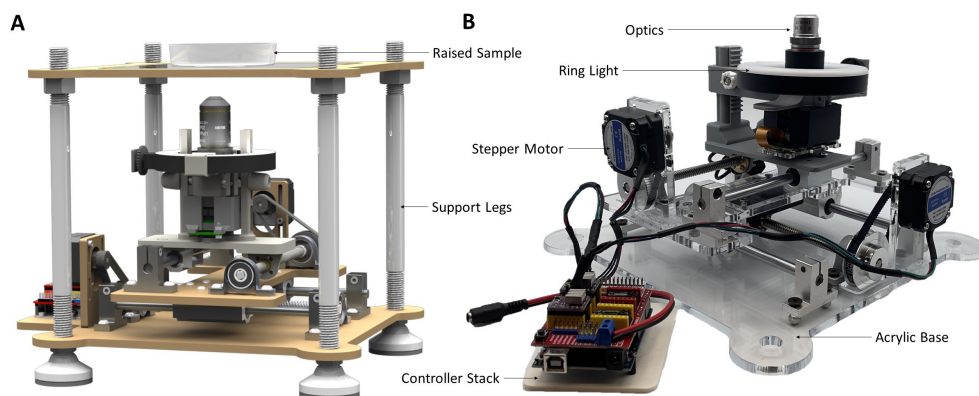 A
B
Raised Sample
Optics
Ring Light
Stepper Motor
Support Legs
Acrylic Base
Controller Stack